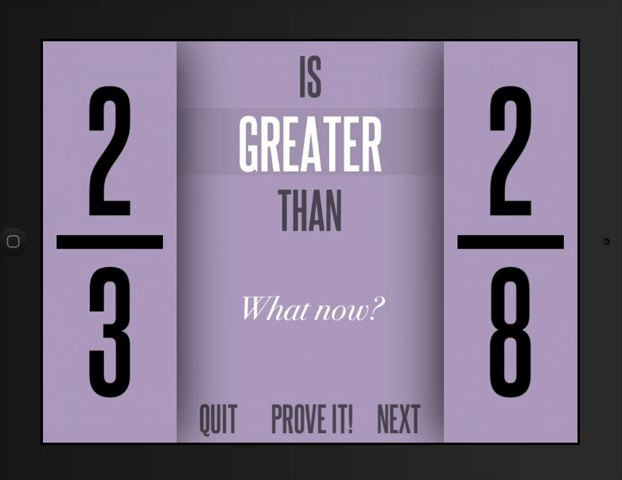 2
3
IS
GREATER
THAN
2
8
What now?
QUIT PROVE IT! NEXT